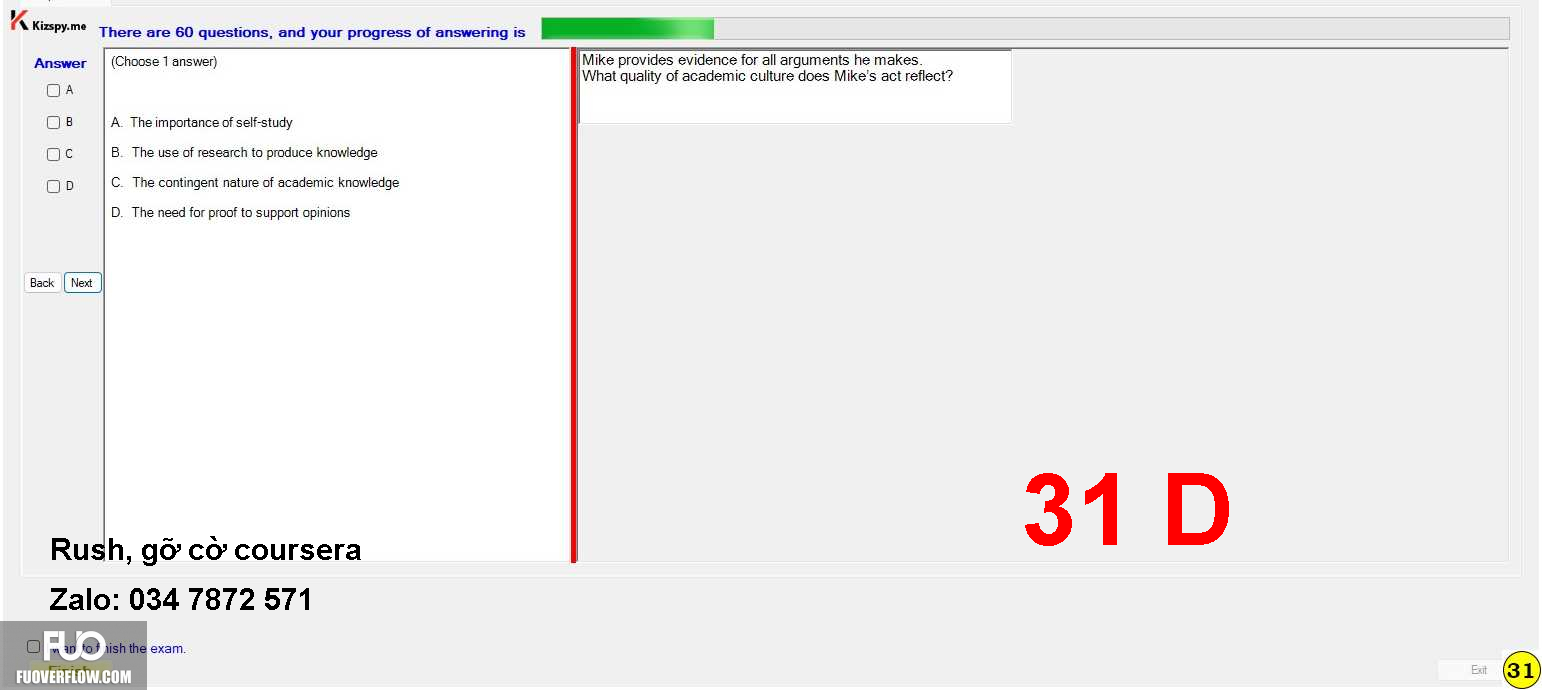 Kizspy.me
There are 60 questions, and your progress of answering is
Answer
A
B
C
D
Back
Next
(Choose 1 answer)
A. The importance of self-study
B. The use of research to produce knowledge
C. The contingent nature of academic knowledge
D. The need for proof to support opinions
Mike provides evidence for all arguments he makes.
What quality of academic culture does Mike's act reflect?
31 D
Rush, gỡ cờ coursera
Zalo: 034 7872 571
want to finish the exam.
Finish
FUO
FUOVERFLOW.COM
Exit
31